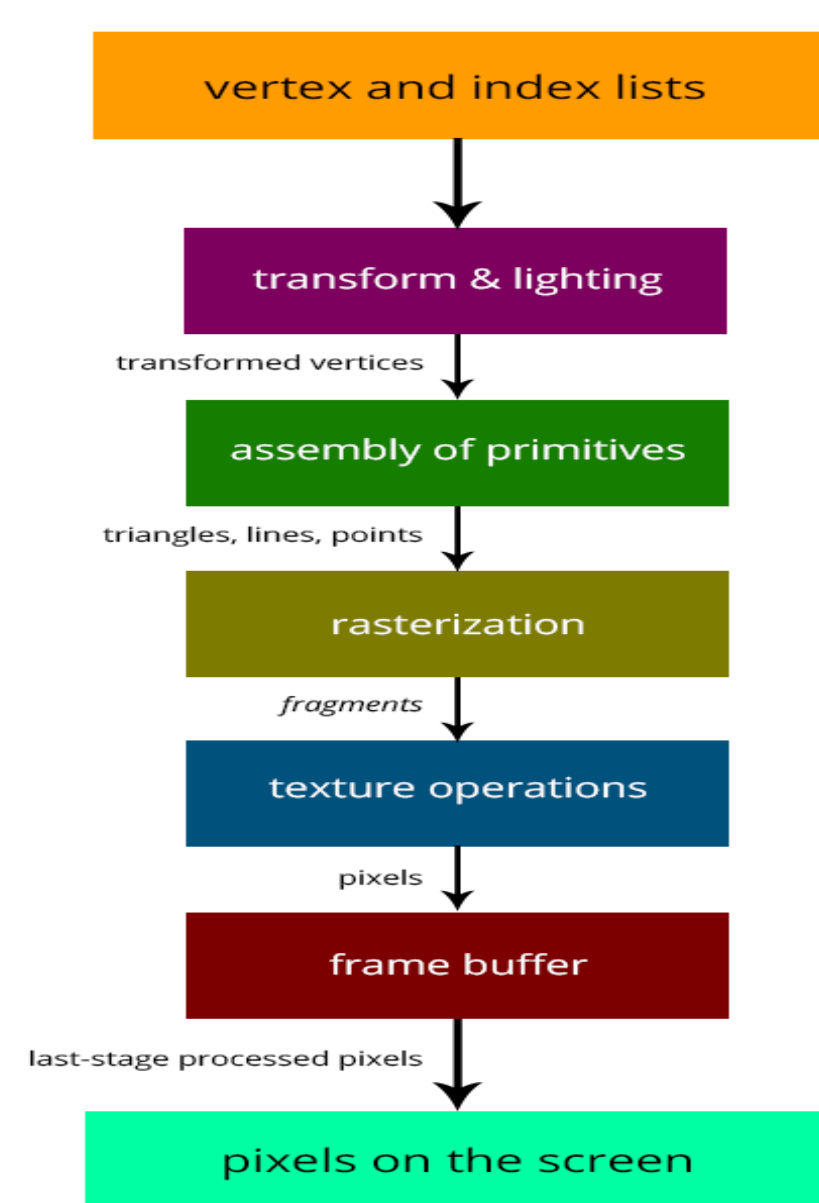 vertex and index lists
transform & lighting
transformed vertices
assembly of primitives
triangles, lines, points
rasterization
fragments
texture operations
pixels
frame buffer
last-stage processed pixels
pixels on the screen